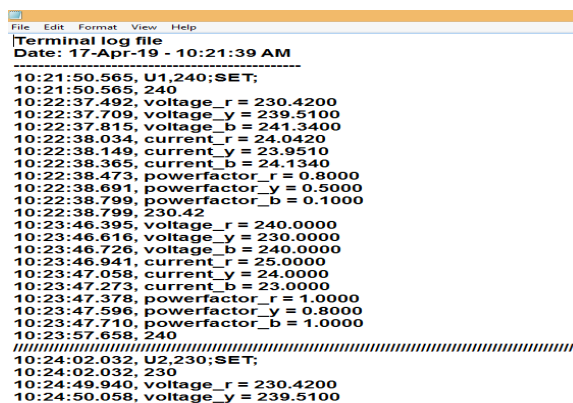 File Edit Format View Help
Terminal log file
Date: 17-Apr-19 - 10:21:39 AM
---------------------------------------------
10:21:50.565, U1,240;SET;
10:21:50.565, 240
10:22:37.492, voltage_r = 230.4200
10:22:37.709, voltage_y = 239.5100
10:22:37.815, voltage_b = 241.3400
10:22:38.034, current_r = 24.0420
10:22:38.149, current_y = 23.9510
10:22:38.365, current_b = 24.1340
10:22:38.473, powerfactor_r = 0.8000
10:22:38.691, powerfactor_y = 0.5000
10:22:38.799, powerfactor_b = 0.1000
10:22:38.799, 230.42
10:23:46.395, voltage_r = 240.0000
10:23:46.616, voltage_y = 230.0000
10:23:46.726, voltage_b = 240.0000
10:23:46.941, current_r = 25.0000
10:23:47.058, current_y = 24.0000
10:23:47.273, current_b = 23.0000
10:23:47.378, powerfactor_r = 1.0000
10:23:47.596, powerfactor_y = 0.8000
10:23:47.710, powerfactor_b = 1.0000
10:23:57.658, 240
////////////////////////////////////////////////////////////////////////////////////////////////////
10:24:02.032, U2,230;SET;
10:24:02.032, 230
10:24:49.940, voltage_r = 230.4200
10:24:50.058, voltage_y = 239.5100